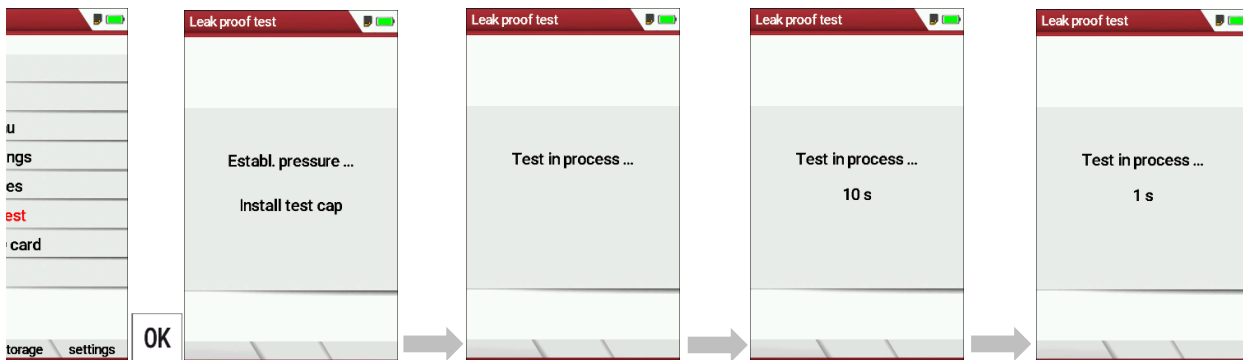 u
ngs
es
est
card
torage
settings
OK
Leak proof test
Establ. pressure ...
Install test cap
Leak proof test
Test in process ...
Leak proof test
Test in process ...
10 s
Leak proof test
Test in process ...
1 s